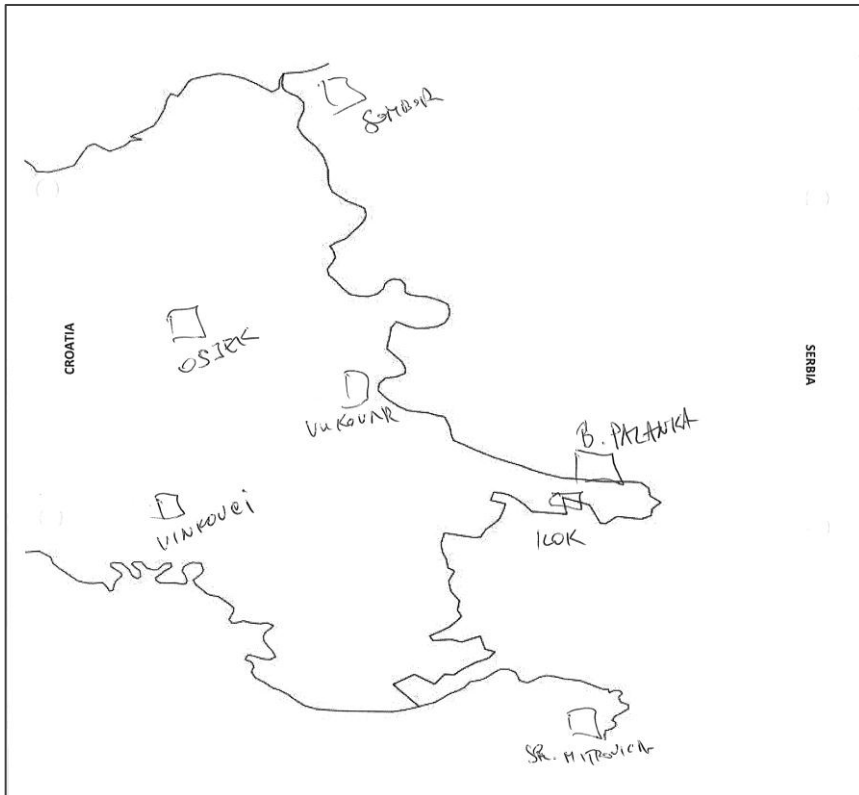 SOMBOR
CROATIA
OSIEK
SERBIA
VUKOVAR
B. PALANKA
VINKOVCI
ILOK
SR. MITROVICA